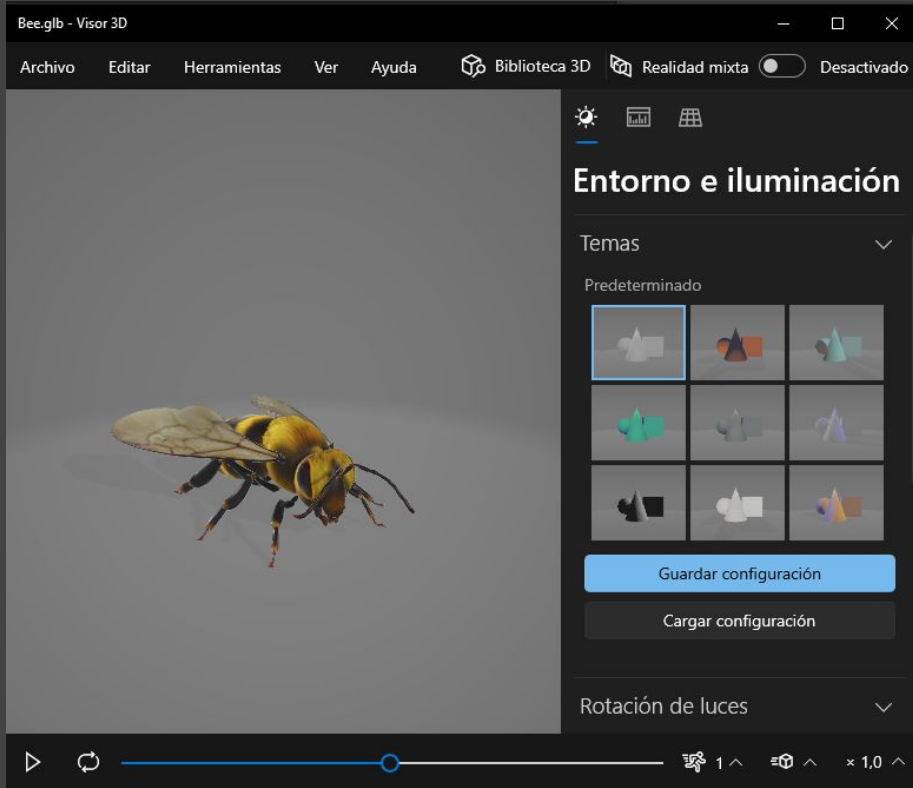 Bee.glb - Visor 3D
Archivo Editar Herramientas Ver Ayuda Biblioteca 3D Realidad mixta Desactivado
Entorno e iluminación
Temas
Predeterminado
Guardar configuración
Cargar configuración
Rotación de luces
1 × 1,0